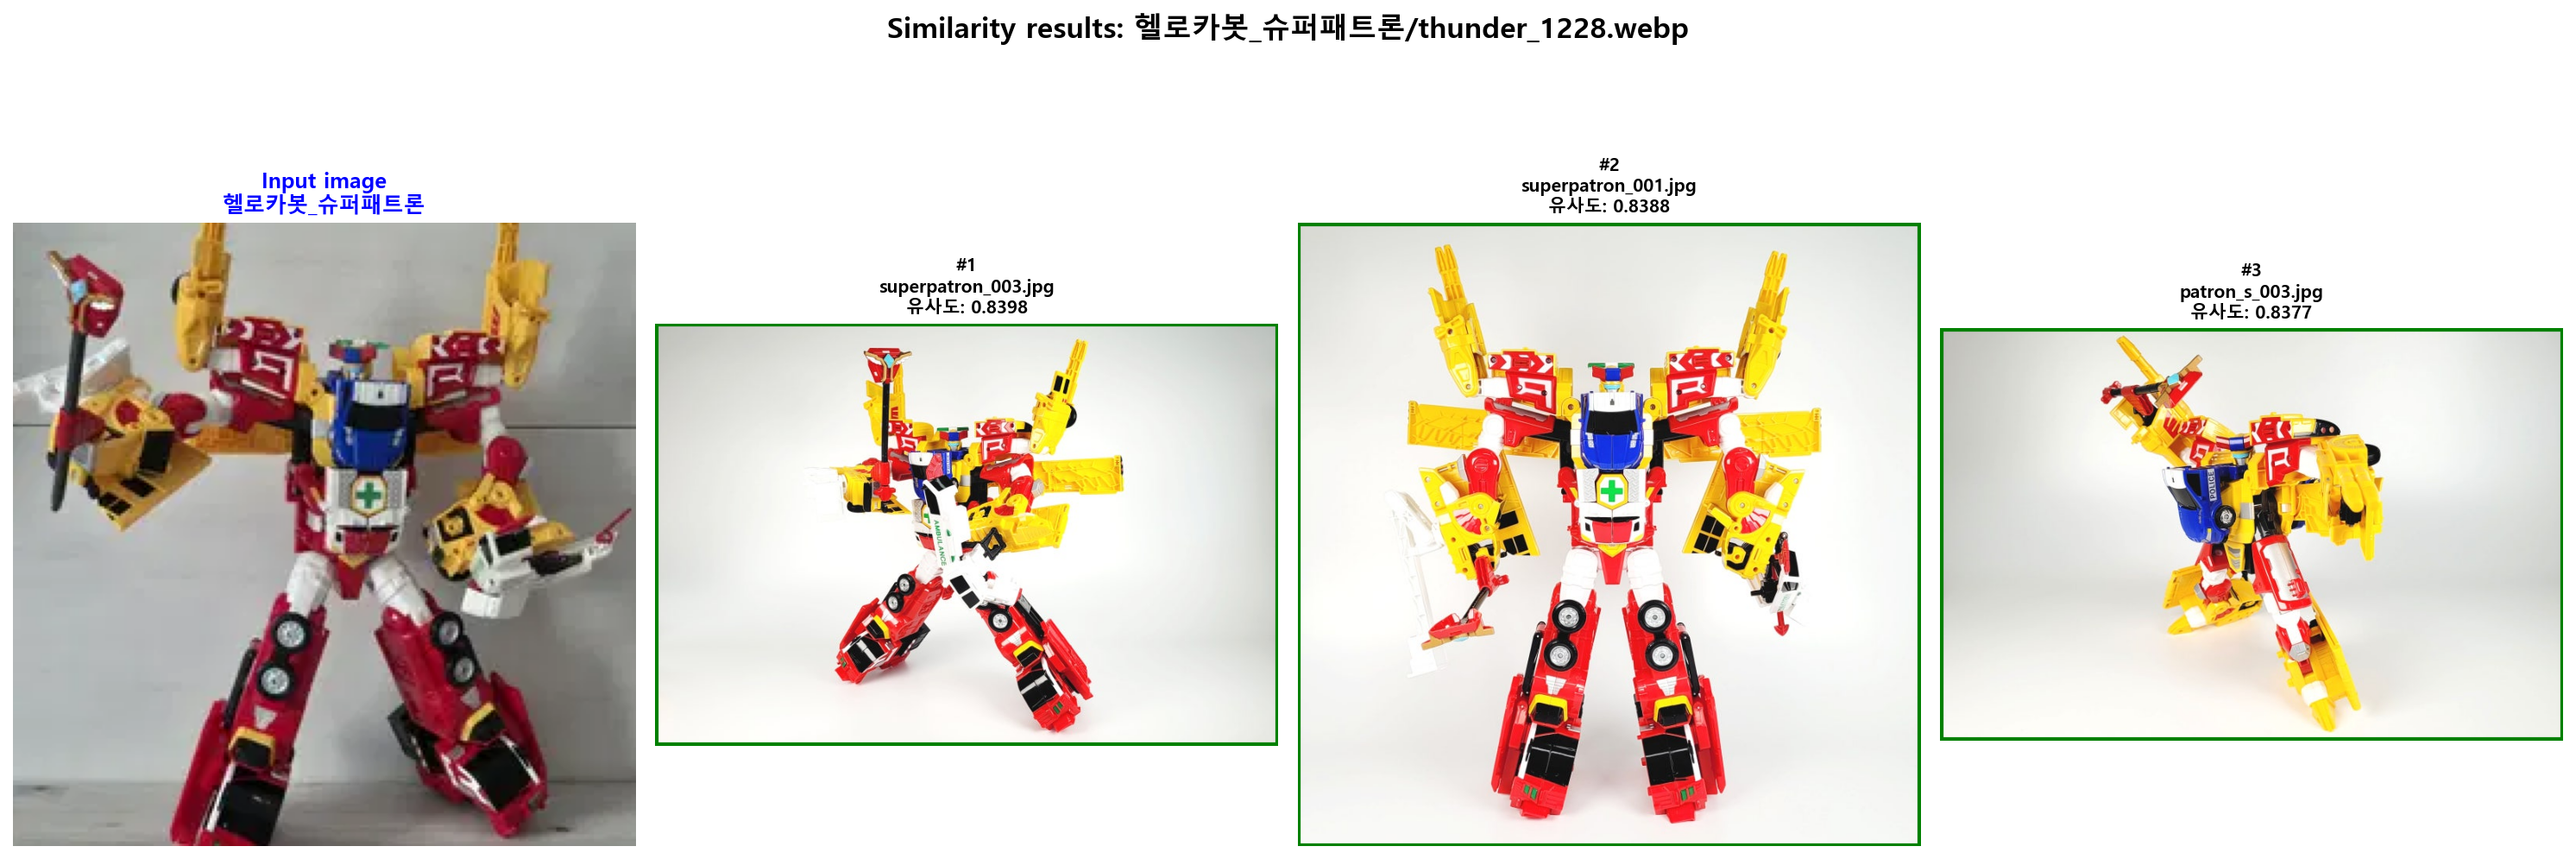 Similarity results: 헬로카봇_슈퍼패트론/thunder_1228.webp
Input image
헬로카봇_슈퍼패트론
#1
superpatron_003.jpg
유사도: 0.8398
AMBULANCE
#2
superpatron_001.jpg
유사도: 0.8388
#3
patron_s_003.jpg
유사도: 0.8377
POLICE